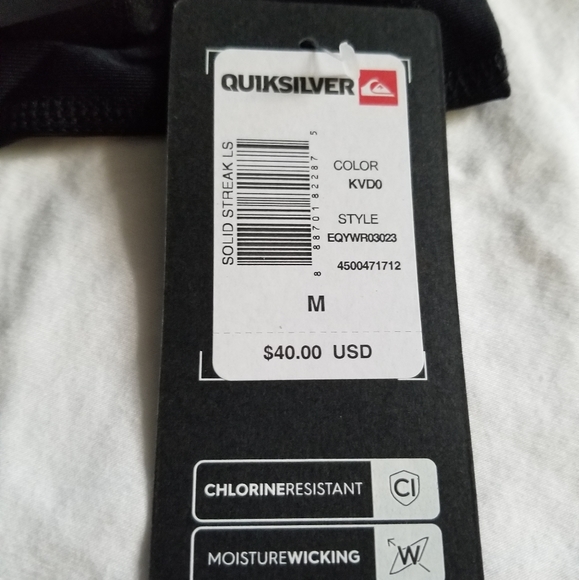 QUIKSILVER
SOLID STREAK LS
8 88701 82287 5
COLOR
KVD0
STYLE
EQYWR03023
4500471712
M
$40.00 USD
CHLORINERESISTANT
Cl
MOISTUREWICKING
W